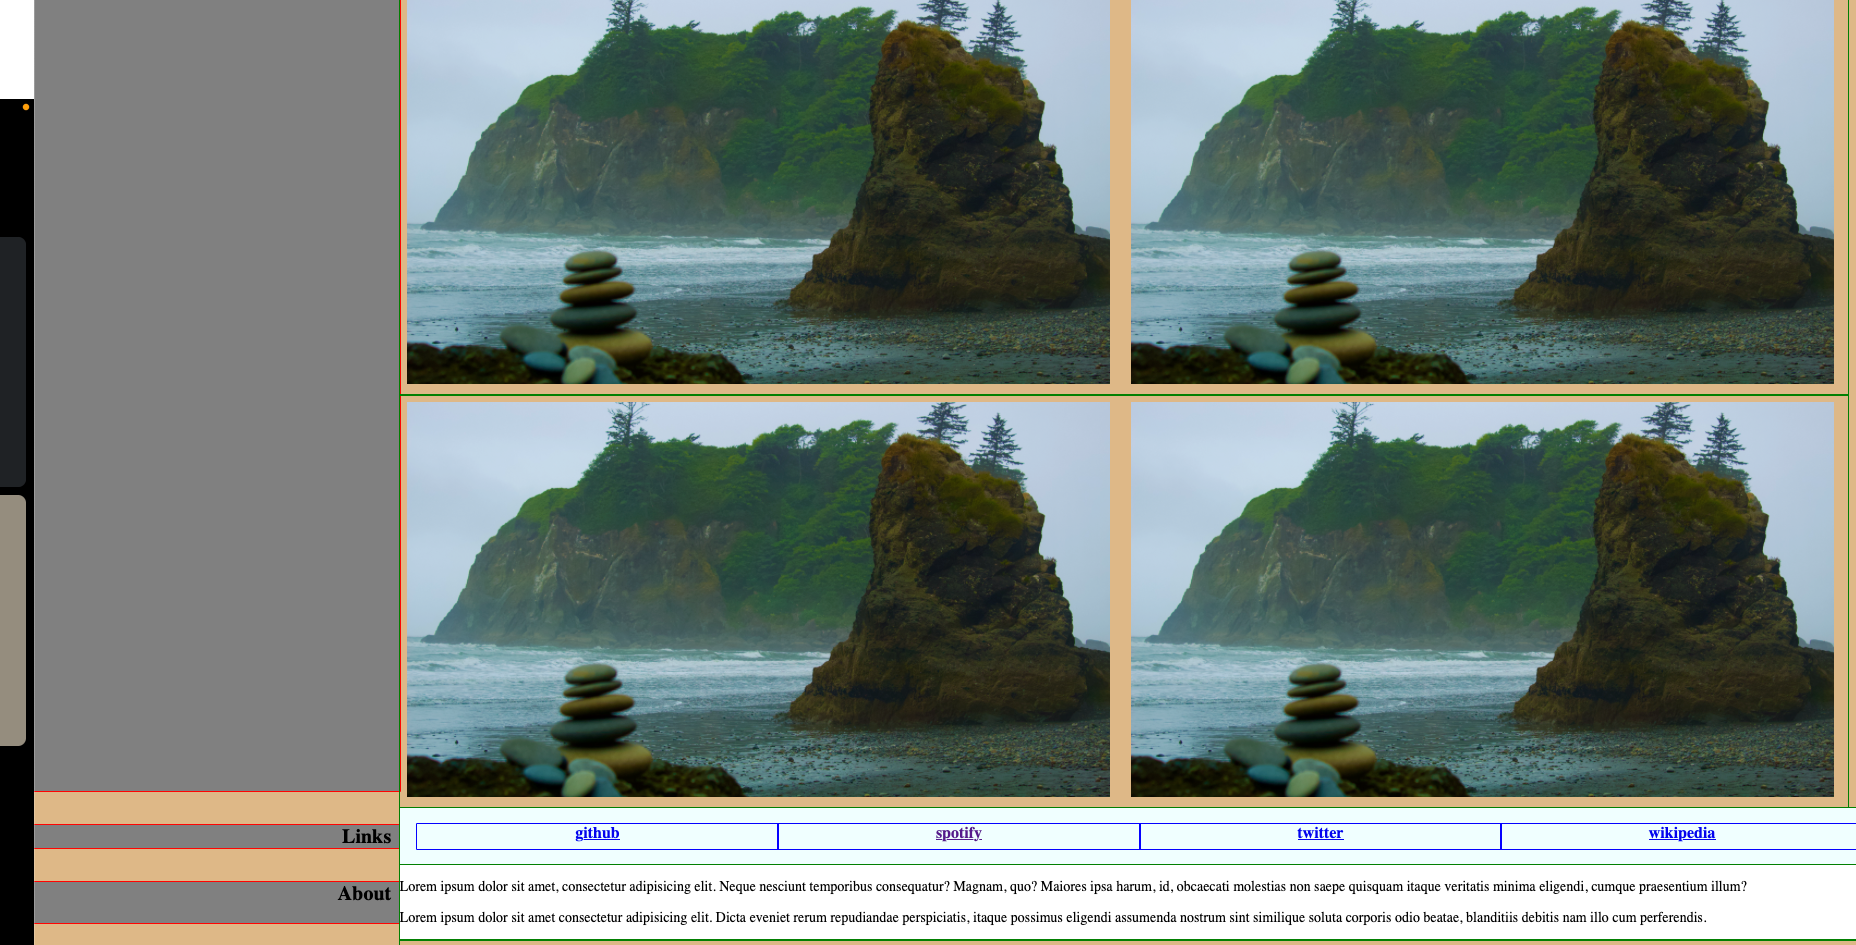 Links
github spotify twitter wikipedia
About
Lorem ipsum dolor sit amet, consectetur adipisicing elit. Neque nesciunt temporibus consequatur? Magnam, quo? Maiores ipsa harum, id, obcaecati molestias non saepe quisquam itaque veritatis minima eligendi, cumque praesentium illum?
Lorem ipsum dolor sit amet consectetur adipisicing elit. Dicta eveniet rerum repudiandae perspiciatis, itaque possimus eligendi assumenda nostrum sint similique soluta corporis odio beatae, blanditiis debitis nam illo cum perferendis.